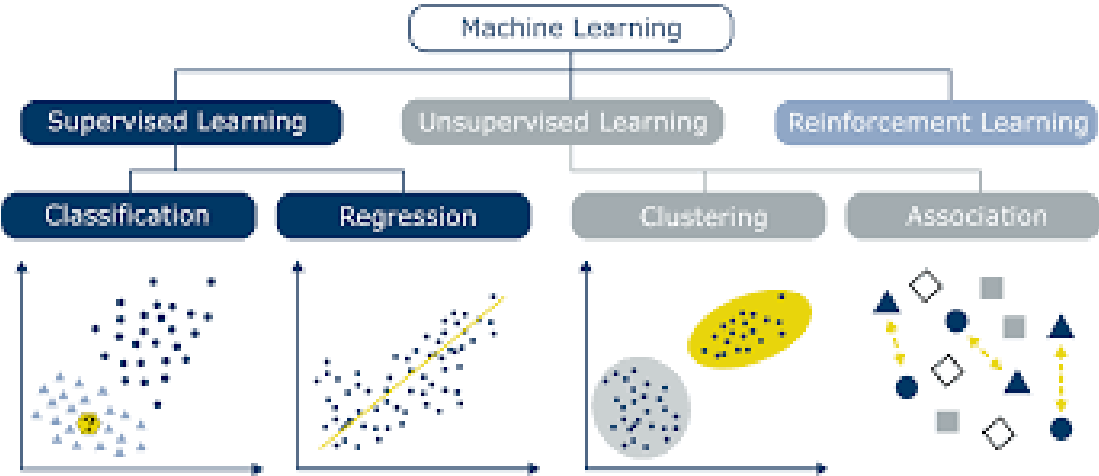 Machine Learning
Supervised Learning
Unsupervised Learning
Reinforcement Learning
Classification
Regression
Clustering
Association
?